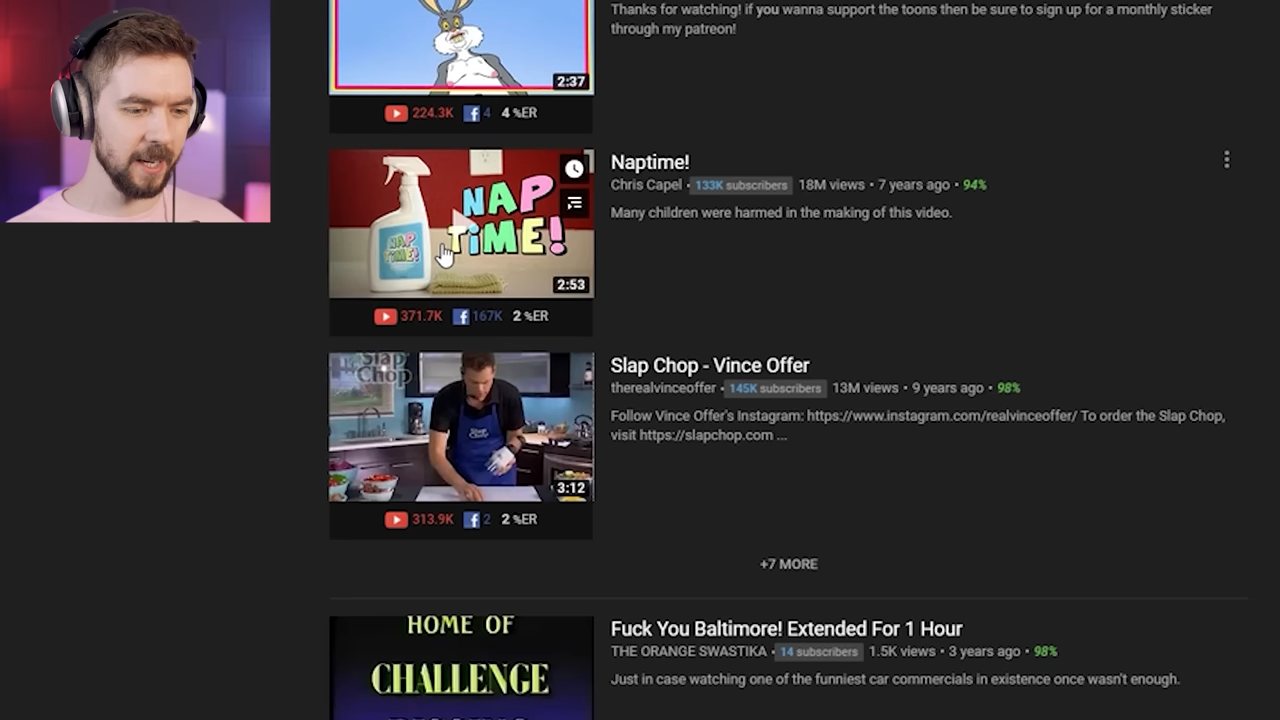 Thanks for watching! if you wanna support the toons then be sure to sign up for a monthly sticker
through my patreon!
2:37
224.3K 4 4 %ER
NAP
TIME!
NAP
TIME!
2:53
371.7K 167K 2 %ER
Naptime!
Chris Capel • 133K subscribers 18M views • 7 years ago • 94%
Many children were harmed in the making of this video.
Slap
Chop
Slap
Chop
3:12
313.9K 2 2 %ER
Slap Chop - Vince Offer
therealvinceoffer • 145K subscribers 13M views • 9 years ago • 98%
Follow Vince Offer's Instagram: https://www.instagram.com/realvinceoffer/ To order the Slap Chop,
visit https://slapchop.com ...
+7 MORE
HOME OF
CHALLENGE
Fuck You Baltimore! Extended For 1 Hour
THE ORANGE SWASTIKA • 14 subscribers 1.5K views • 3 years ago • 98%
Just in case watching one of the funniest car commercials in existence once wasn't enough.